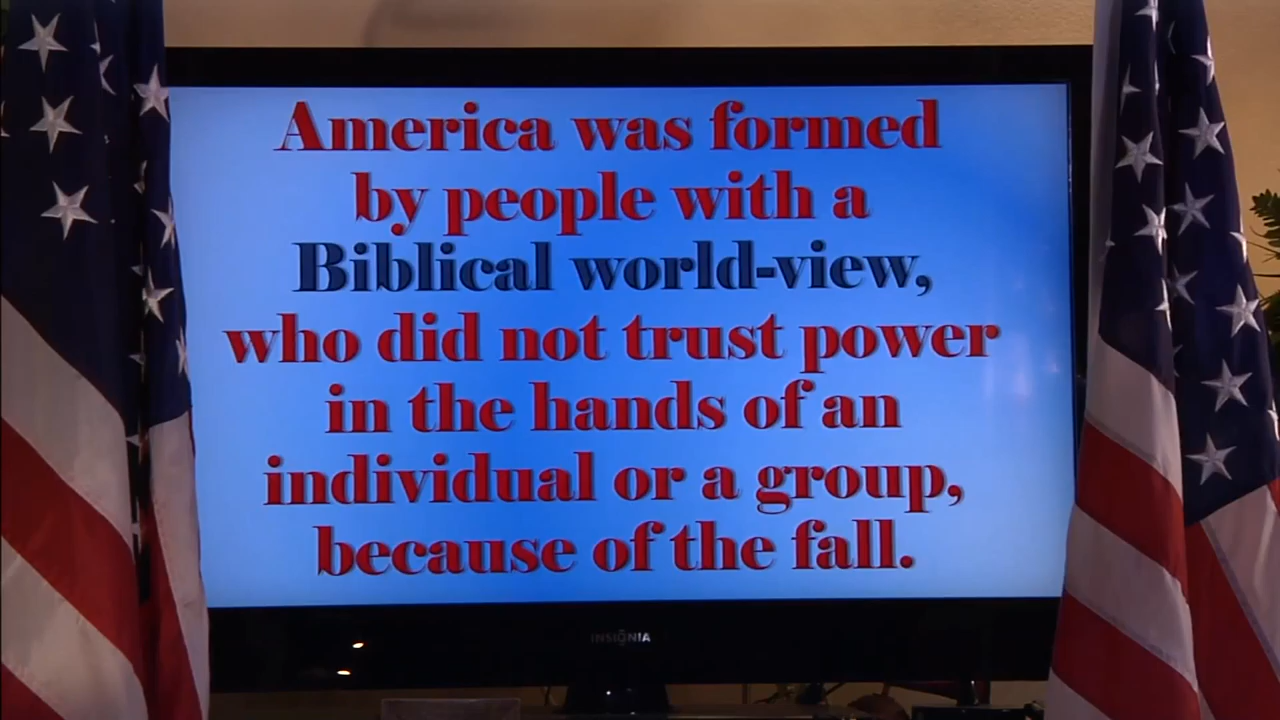 America was formed
by people with a
Biblical world-view,
who did not trust power
in the hands of an
individual or a group,
because of the fall.
INSIGNIA